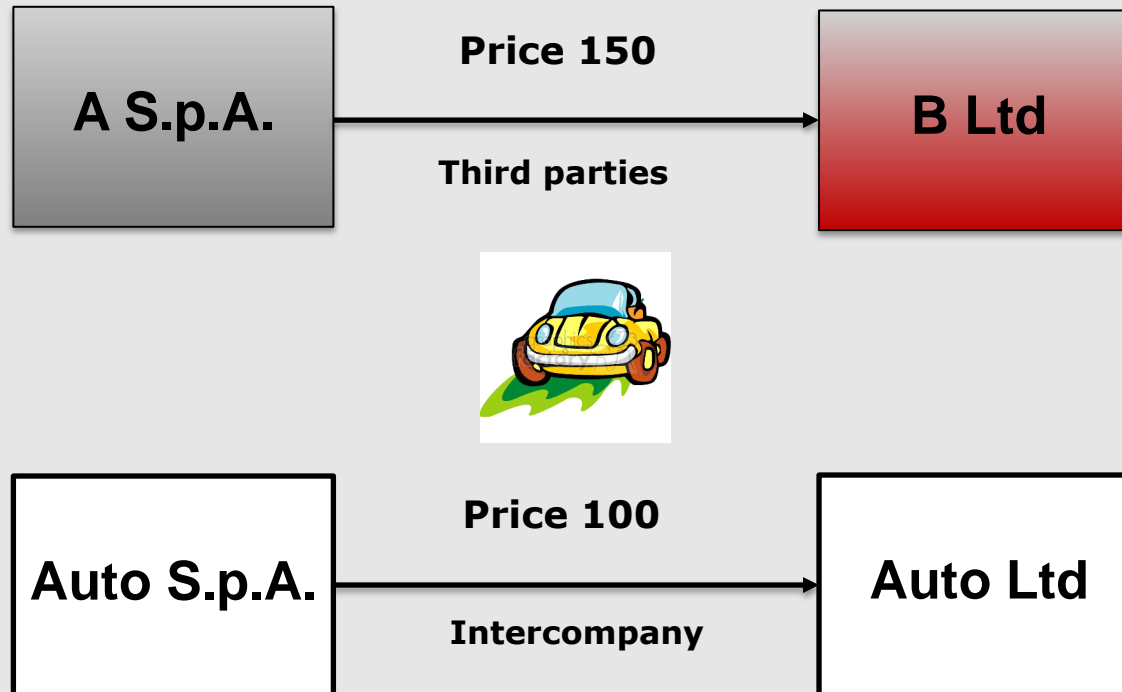 Price 150
A S.p.A.
B Ltd
Third parties
Price 100
Auto S.p.A.
Auto Ltd
Intercompany